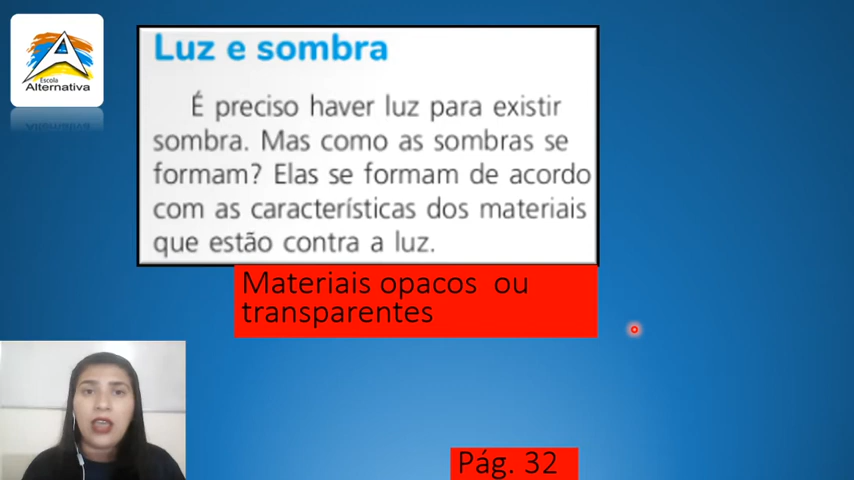 Escola
Alternativa
Luz e sombra
É preciso haver luz para existir
sombra. Mas como as sombras se
formam? Elas se formam de acordo
com as características dos materiais
que estão contra a luz.
Materiais opacos ou
transparentes
Pág. 32